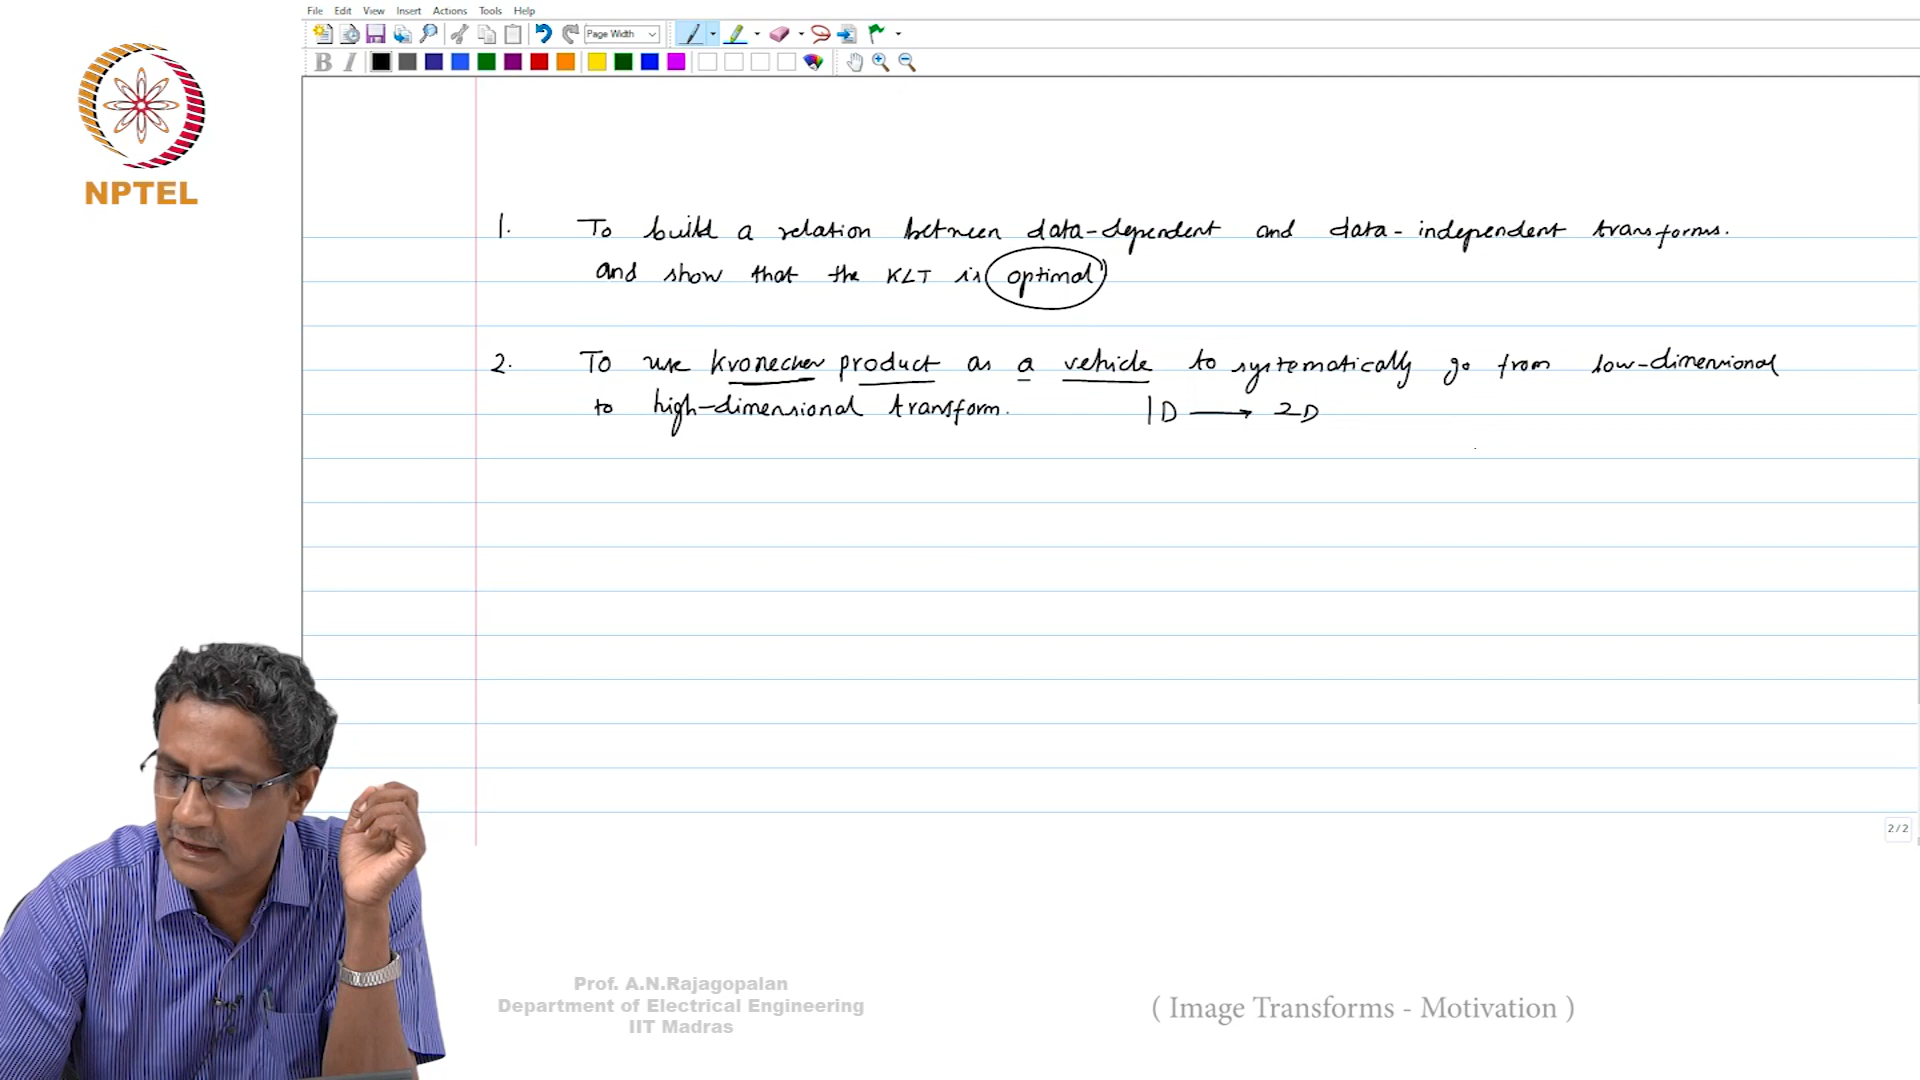 File Edit View Insert Actions Tools Help
Page Width
B I
NPTEL
1. To build a relation between data-dependent and data-independent transforms.
and show that the KLT is optimal
2. To use Kronecker product as a vehicle to systematically go from low-dimensional
to high-dimensional transform. 1D → 2D
2 / 2
Prof. A.N.Rajagopalan
Department of Electrical Engineering
IIT Madras
( Image Transforms - Motivation )